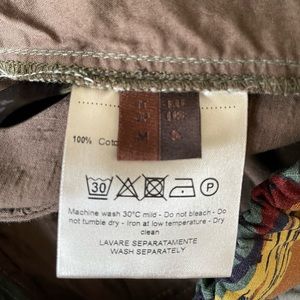 100% Cotto
30 P
Machine wash 30°C mild - Do not bleach - Do
not tumble dry - Iron at low temperature - Dry
clean
LAVARE SEPARATAMENTE
WASH SEPARATELY